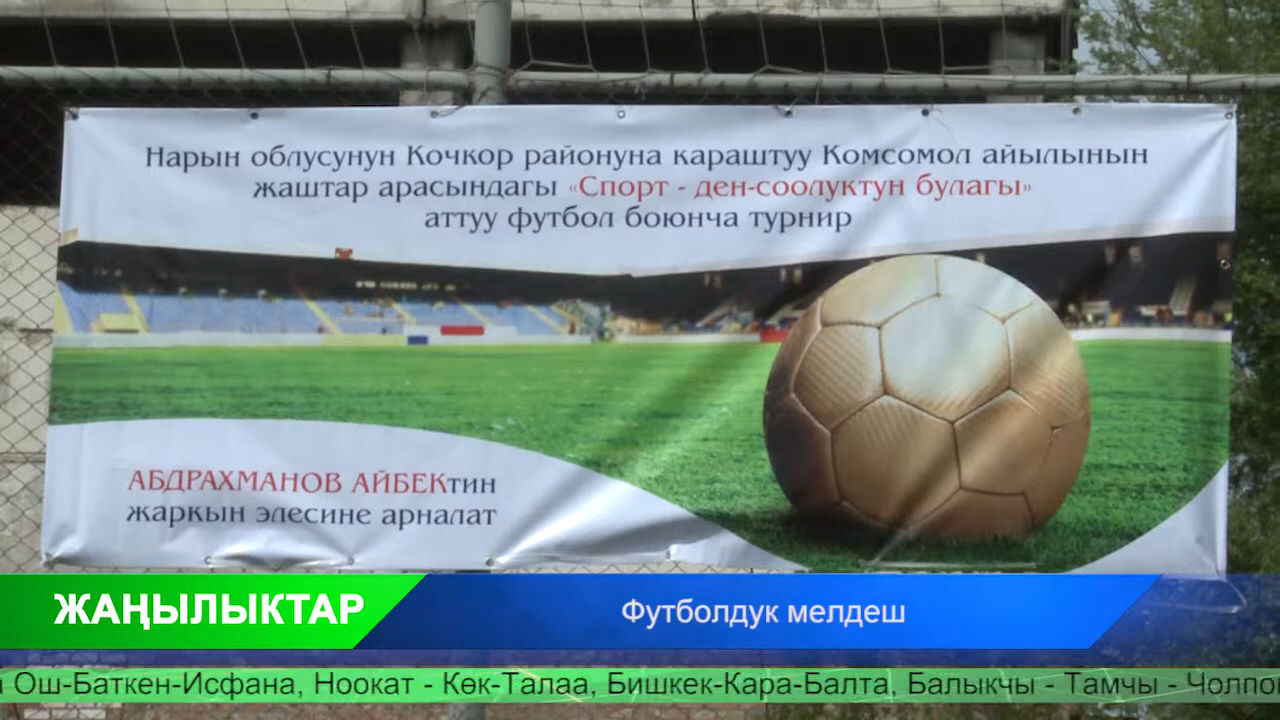 Нарын облусунун Кочкор районуна караштуу Комсомол айылынын
жаштар арасындагы «Спорт - ден-соолуктун булагы»
аттуу футбол боюнча турнир
АБДРАХМАНОВ АЙБЕКтин
жаркын элесине арналат
ЖАҢЫЛЫКТАР
Футболдук мелдеш
Ош-Баткен-Исфана, Ноокат - Көк-Талаа, Бишкек-Кара-Балта, Балыкчы - Тамчы -